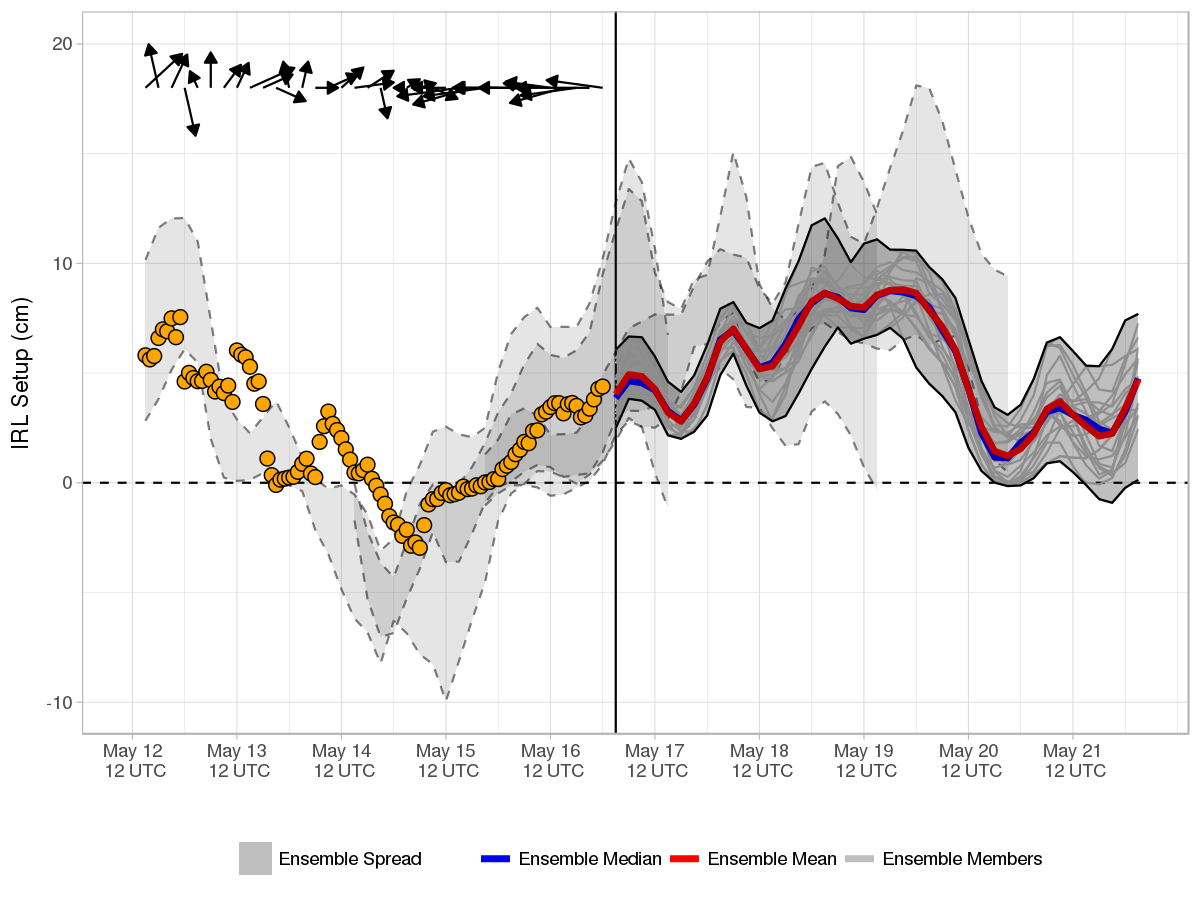 IRL Setup (cm)
20
10
0
-10
May 12 May 13 May 14 May 15 May 16 May 17 May 18 May 19 May 20 May 21
12 UTC 12 UTC 12 UTC 12 UTC 12 UTC 12 UTC 12 UTC 12 UTC 12 UTC 12 UTC
Ensemble Spread Ensemble Median Ensemble Mean Ensemble Members